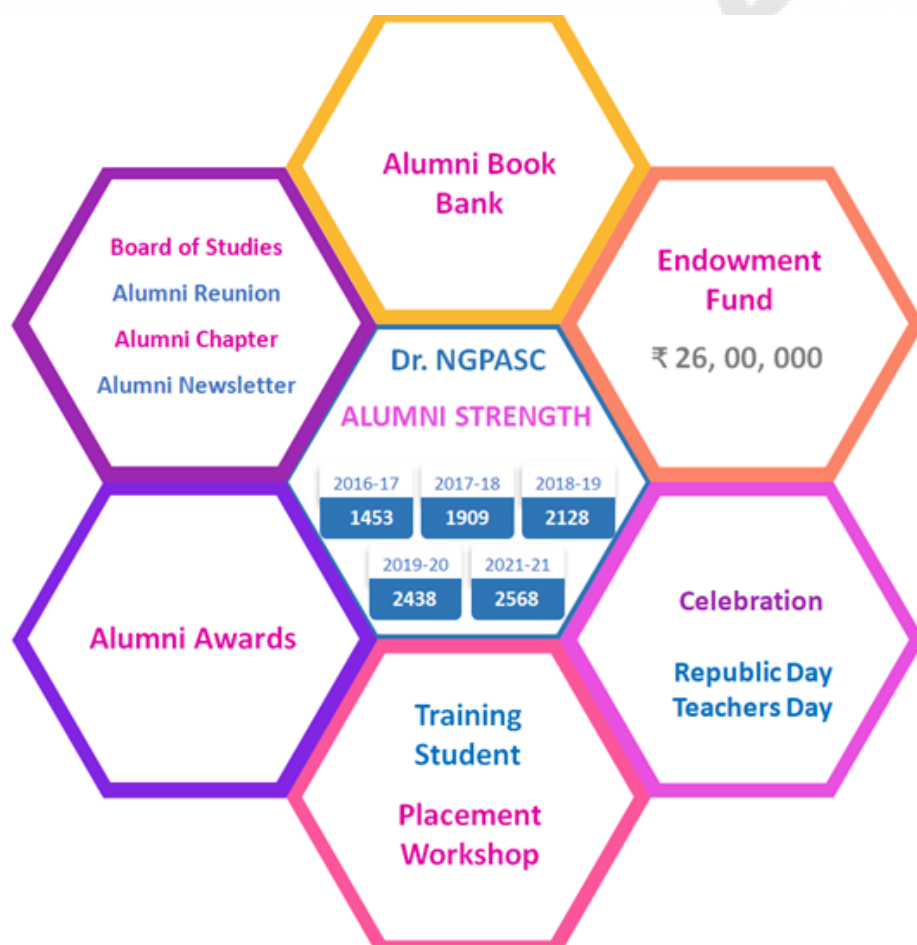 Alumni Book
Bank
Board of Studies
Alumni Reunion
Alumni Chapter
Alumni Newsletter
Endowment
Fund
₹ 26, 00, 000
Dr. NGPASC
ALUMNI STRENGTH
2016-17 2017-18 2018-19
1453 1909 2128
2019-20 2021-21
2438 2568
Alumni Awards
Celebration
Republic Day
Teachers Day
Training
Student
Placement
Workshop